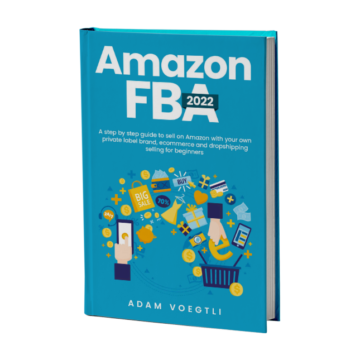 Amazon
FBA
2022
A step by step guide to sell on Amazon with your own
private label brand, ecommerce and dropshipping
selling for beginners
BIG
SALE
BUY
70%
ADAM VOEGTLI